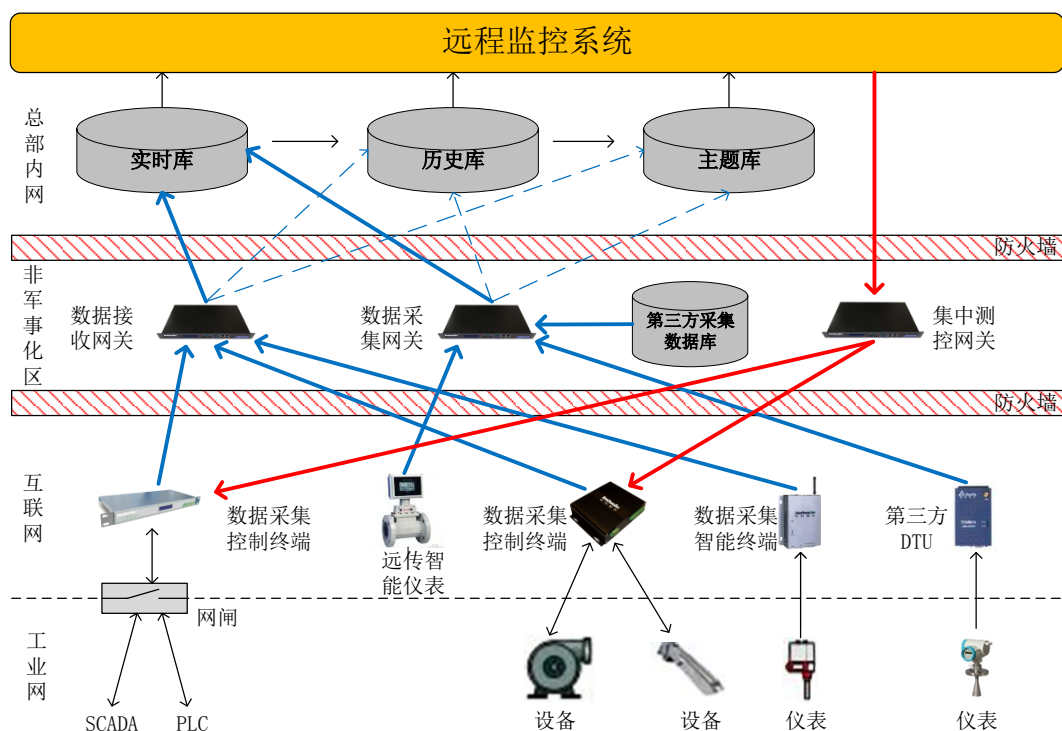 远程监控系统
总部内网
实时库
历史库
主题库
防火墙
非军事化区
数据接
收网关
数据采
集网关
第三方采集
数据库
集中测
控网关
防火墙
互联网
数据采集
控制终端
远传智
能仪表
数据采集
控制终端
数据采集
智能终端
第三方
DTU
网闸
工业网
SCADA
PLC
设备
设备
仪表
仪表